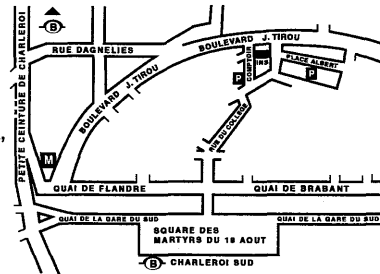 B
RUE DAGNELIES
PETITE CEINTURE DE CHARLEROI
BOULEVARD J. TIROU
BOULEVARD J. TIROU
COMPTOIR
INS
PLACE ALBERT
P
P
RUE DU COLLEGE
M
QUAI DE FLANDRE
QUAI DE BRABANT
QUAI DE LA GARE DU SUD
QUAI DE LA GARE DU SUD
SQUARE DES
MARTYRS DU 18 AOUT
B CHARLEROI SUD